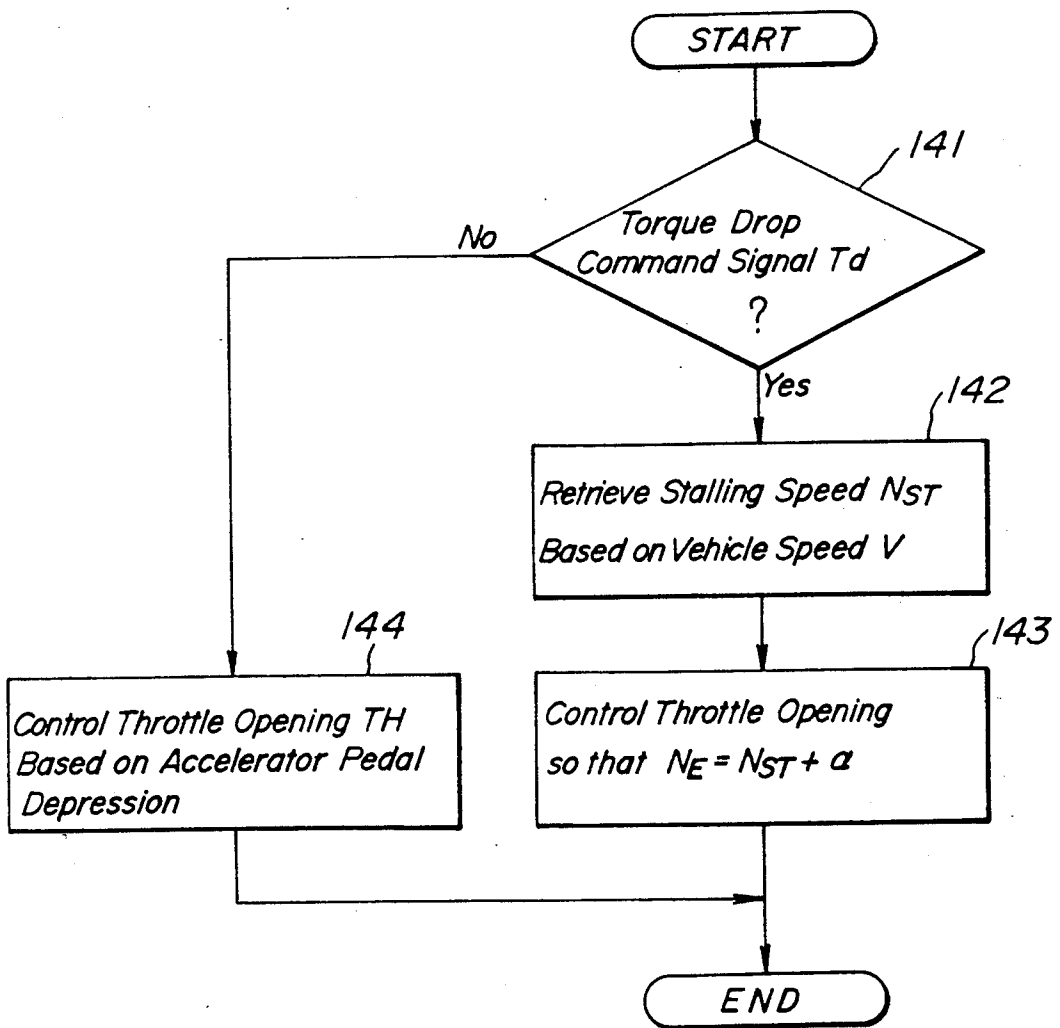 START
141
Torque Drop
Command Signal Td
?
No
Yes
142
Retrieve Stalling Speed NST
Based on Vehicle Speed V
144
143
Control Throttle Opening TH
Based on Accelerator Pedal
Depression
Control Throttle Opening
so that NE = NST + α
END